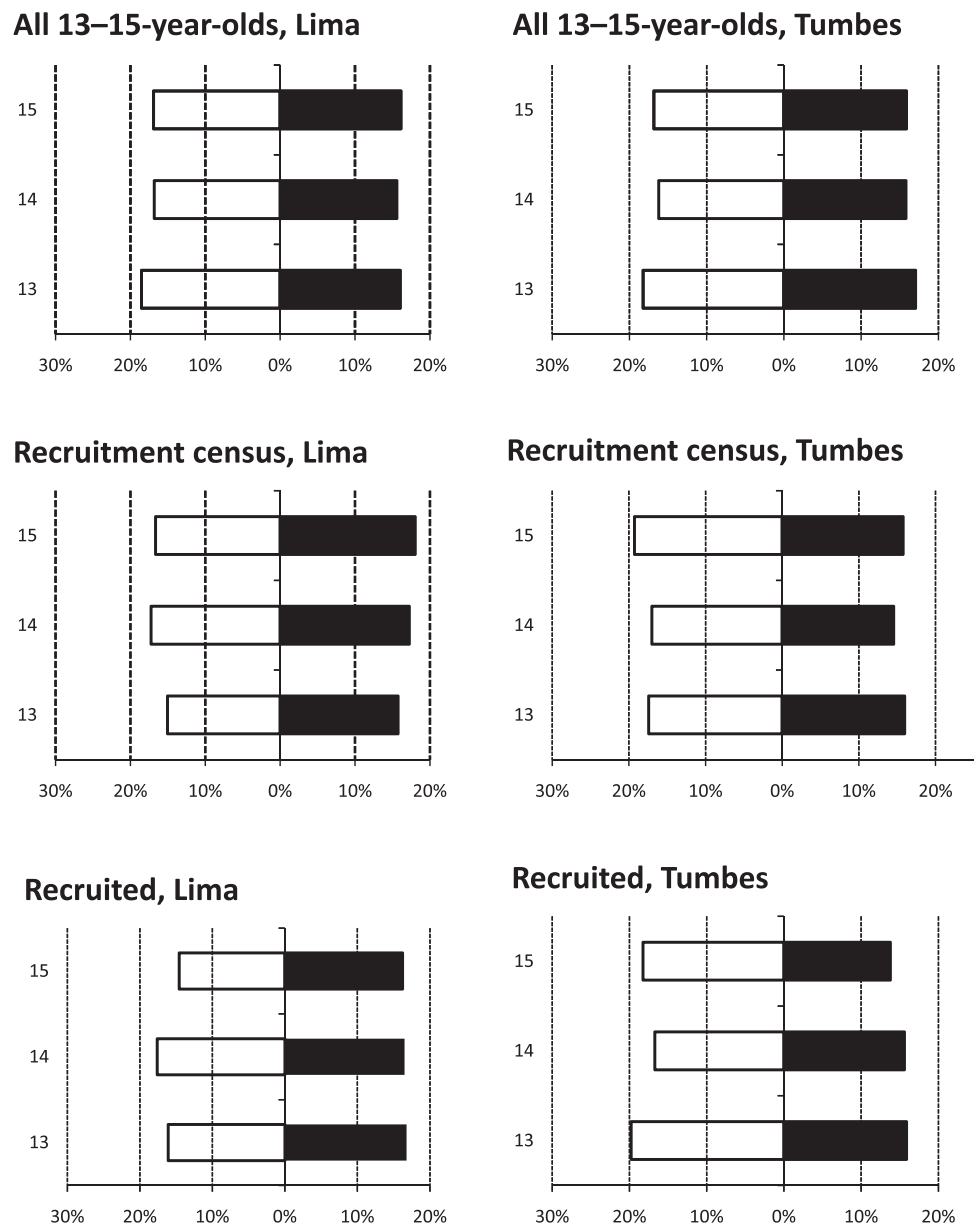 All 13–15-year-olds, Lima
15
14
13
30% 20% 10% 0% 10% 20%
All 13–15-year-olds, Tumbes
15
14
13
30% 20% 10% 0% 10% 20%
Recruitment census, Lima
15
14
13
30% 20% 10% 0% 10% 20%
Recruitment census, Tumbes
15
14
13
30% 20% 10% 0% 10% 20%
Recruited, Lima
15
14
13
30% 20% 10% 0% 10% 20%
Recruited, Tumbes
15
14
13
30% 20% 10% 0% 10% 20%